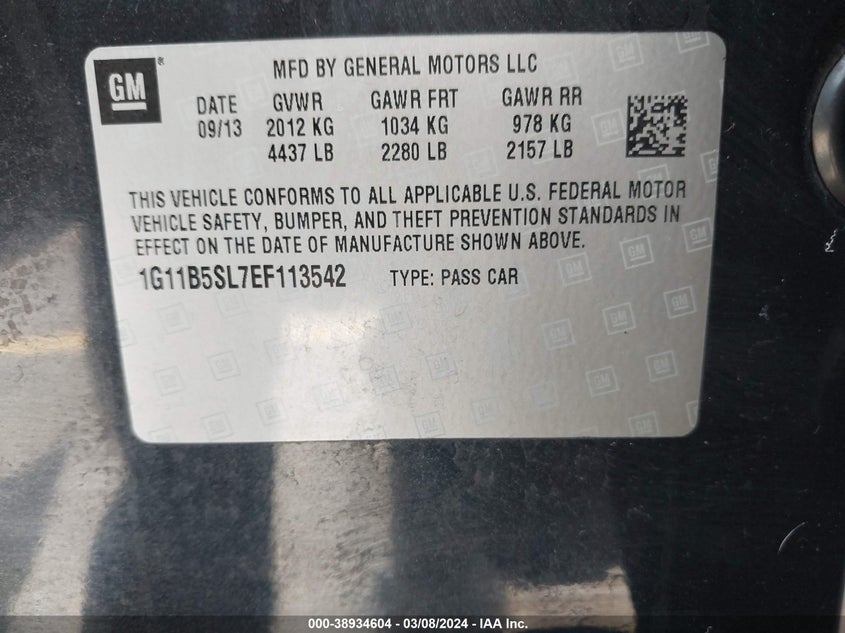 GM
MFD BY GENERAL MOTORS LLC
DATE GVWR GAWR FRT GAWR RR
09/13 2012 KG 1034 KG 978 KG
4437 LB 2280 LB 2157 LB
THIS VEHICLE CONFORMS TO ALL APPLICABLE U.S. FEDERAL MOTOR
VEHICLE SAFETY, BUMPER, AND THEFT PREVENTION STANDARDS IN
EFFECT ON THE DATE OF MANUFACTURE SHOWN ABOVE.
1G11B5SL7EF113542 TYPE: PASS CAR
000-38934604 - 03/08/2024 - IAA Inc.